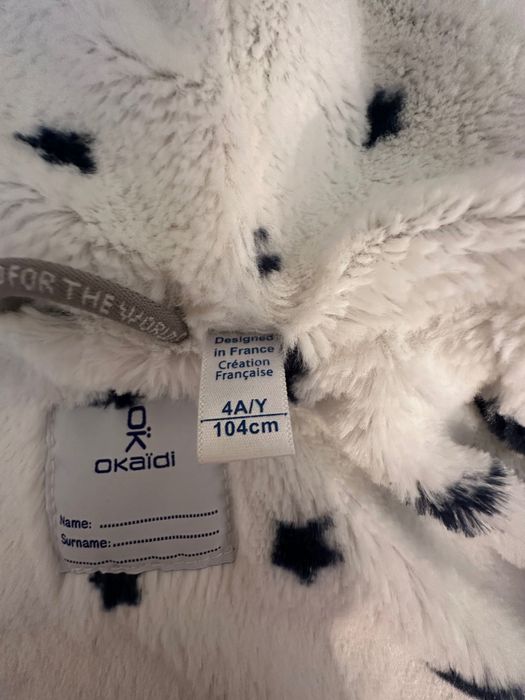 FOR THE WORLD
Designed
in France
Création
Française
4A/Y
104cm
OK
OKAÏDI
Name: ........................
Surname: ........................